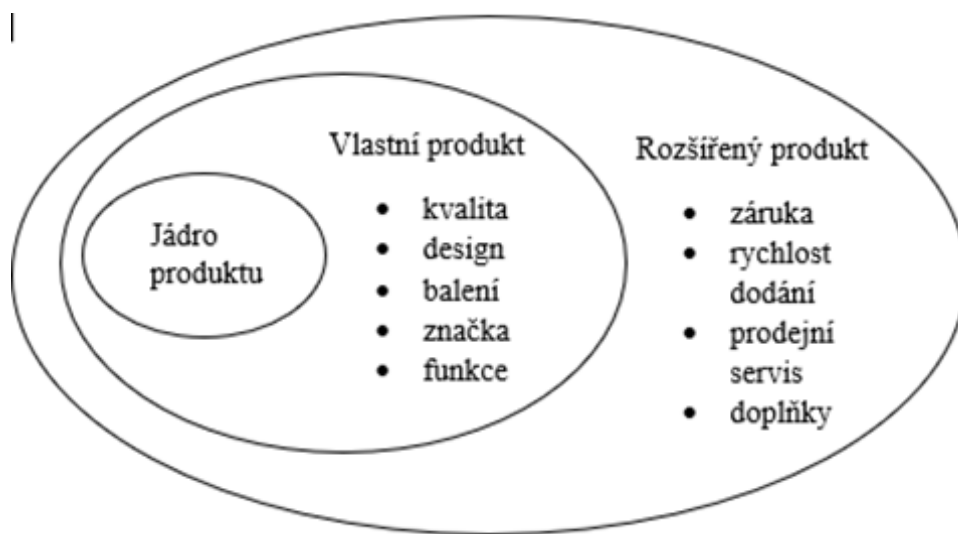 Jádro
produktu
Vlastní produkt
• kvalita
• design
• balení
• značka
• funkce
Rozšířený produkt
• záruka
• rychlost
dodání
• prodejní
servis
• doplňky